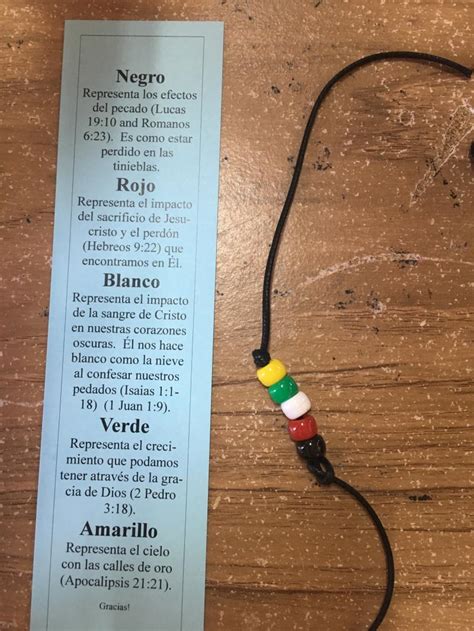 Negro
Representa los efectos
del pecado (Lucas
19:10 and Romanos
6:23).  Es como estar
perdido en las
tinieblas.
Rojo
Representa el impacto
del sacrificio de Jesu-
cristo y el perdón
(Hebreos 9:22) que
encontramos en Él.
Blanco
Representa el impacto
de la sangre de Cristo
en nuestras corazones
oscuras.  Él nos hace
blanco como la nieve
al confesar nuestros
pedados (Isaias 1:1-
18)  (1 Juan 1:9).
Verde
Representa el creci-
miento que podamos
tener através de la gra-
cia de Dios (2 Pedro
3:18).
Amarillo
Representa el cielo
con las calles de oro
(Apocalipsis 21:21).
Gracias!